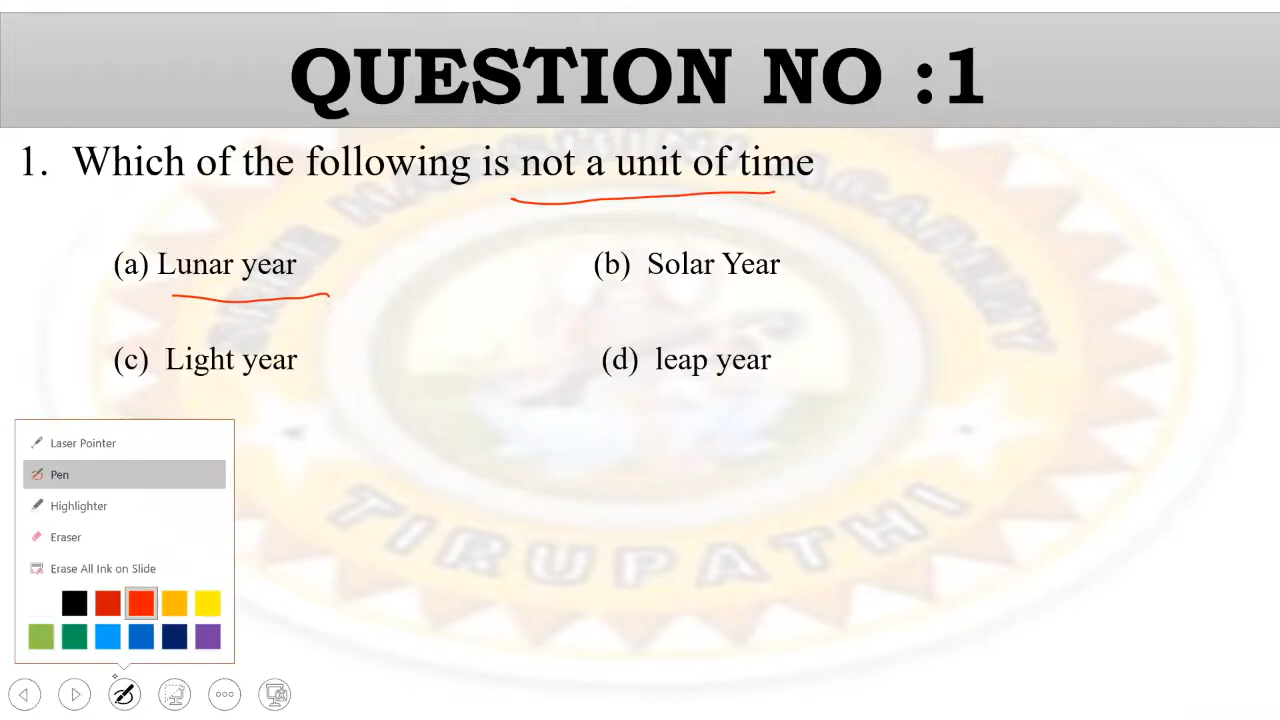 QUESTION NO :1
1. Which of the following is not a unit of time
(a) Lunar year
(b) Solar Year
(c) Light year
(d) leap year
TIRUPATHI
Laser Pointer
Pen
Highlighter
Eraser
Erase All Ink on Slide